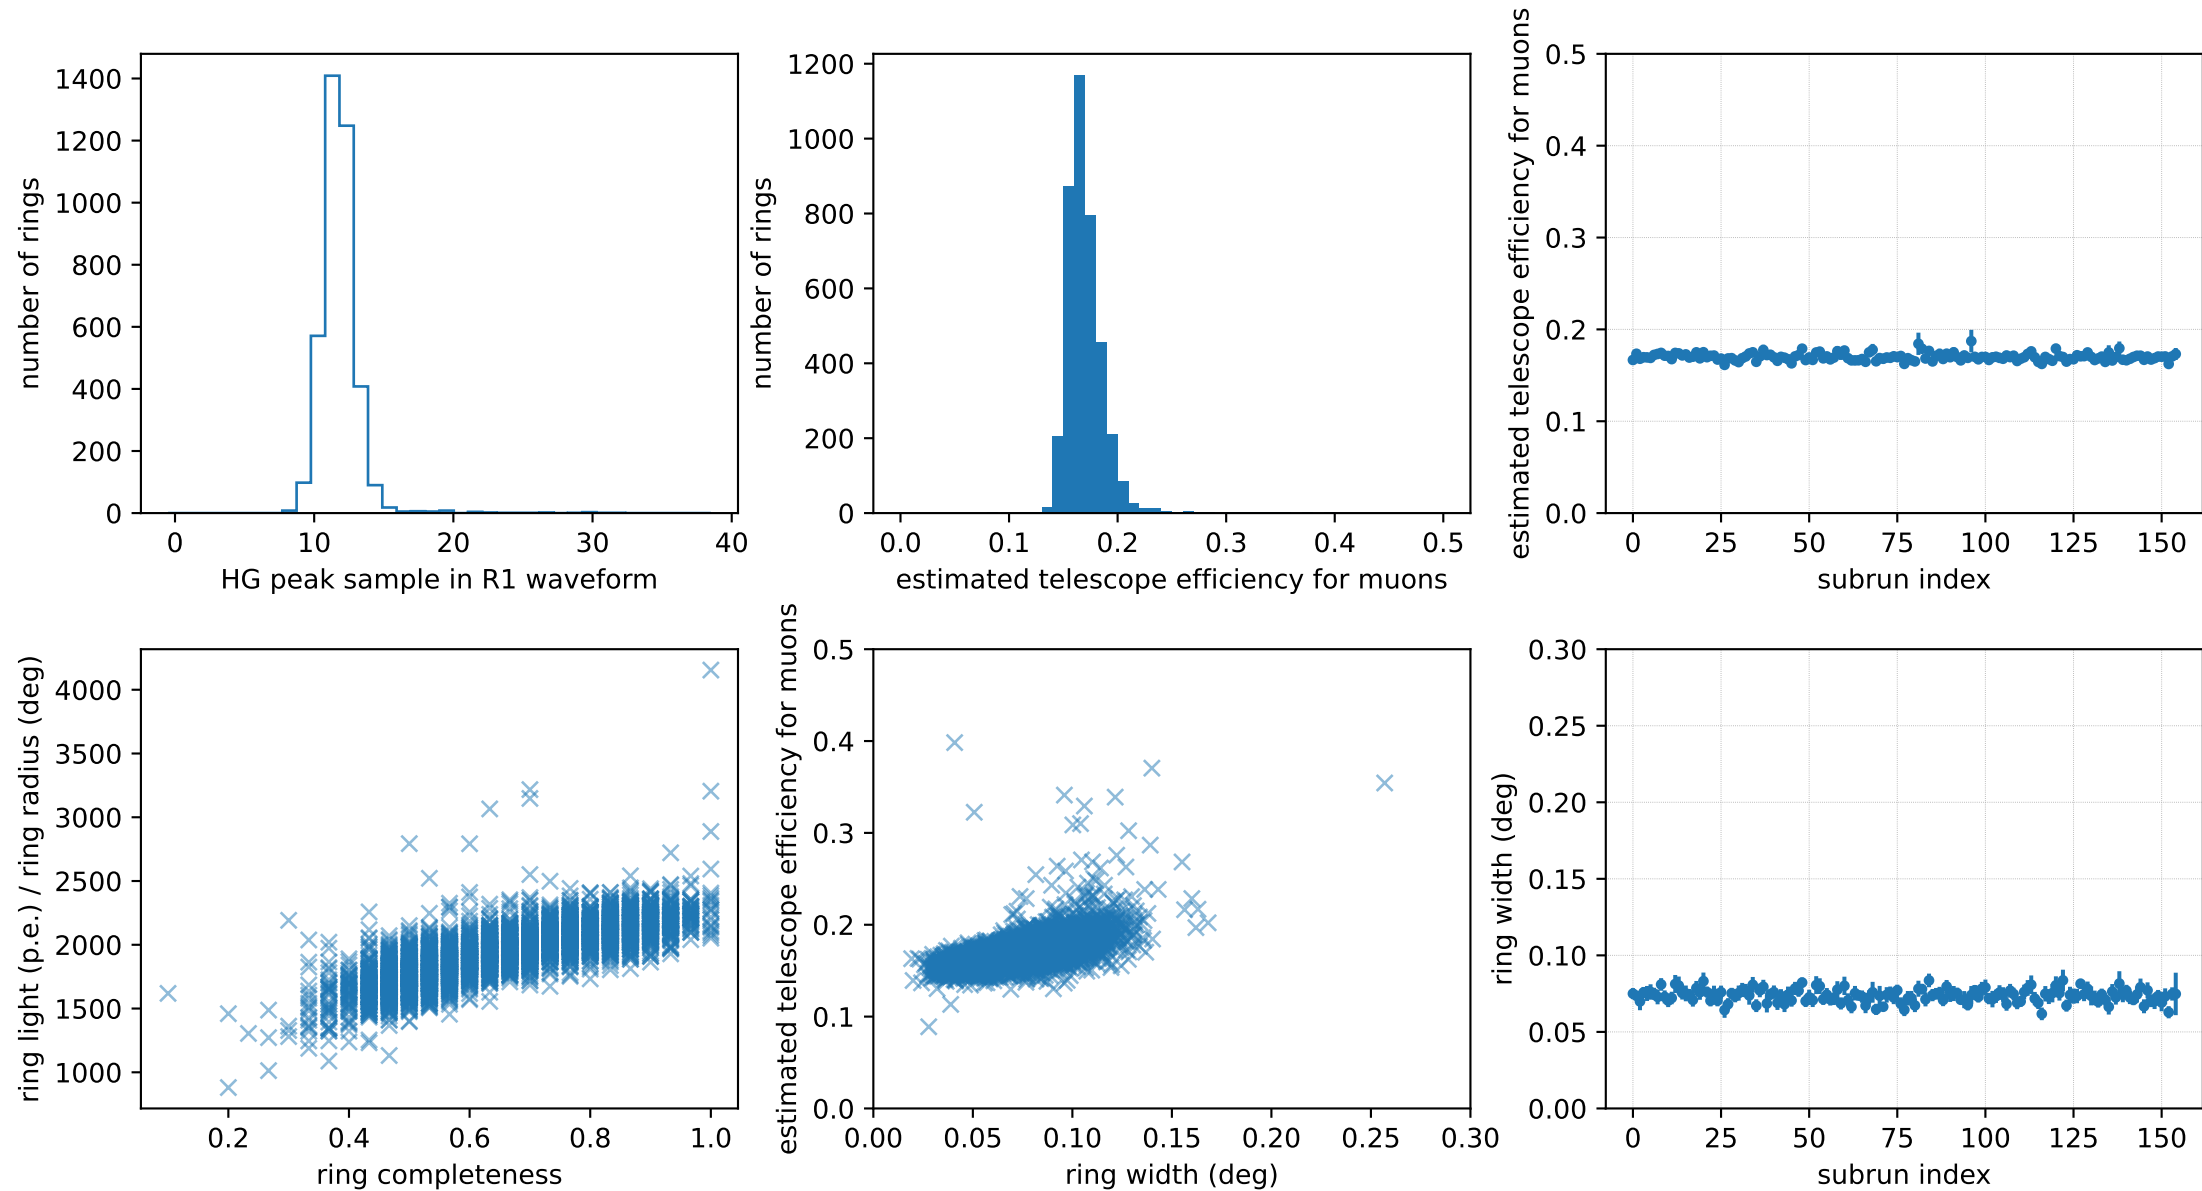 number of rings
1400
1200
1000
800
600
400
200
0
0 10 20 30 40
HG peak sample in R1 waveform
number of rings
1200
1000
800
600
400
200
0
0.0 0.1 0.2 0.3 0.4 0.5
estimated telescope efficiency for muons
estimated telescope efficiency for muons
0.5
0.4
0.3
0.2
0.1
0.0
0 25 50 75 100 125 150
subrun index
ring light (p.e.) / ring radius (deg)
4000
3500
3000
2500
2000
1500
1000
0.2 0.4 0.6 0.8 1.0
ring completeness
estimated telescope efficiency for muons
0.5
0.4
0.3
0.2
0.1
0.0
0.00 0.05 0.10 0.15 0.20 0.25 0.30
ring width (deg)
ring width (deg)
0.30
0.25
0.20
0.15
0.10
0.05
0.00
0 25 50 75 100 125 150
subrun index